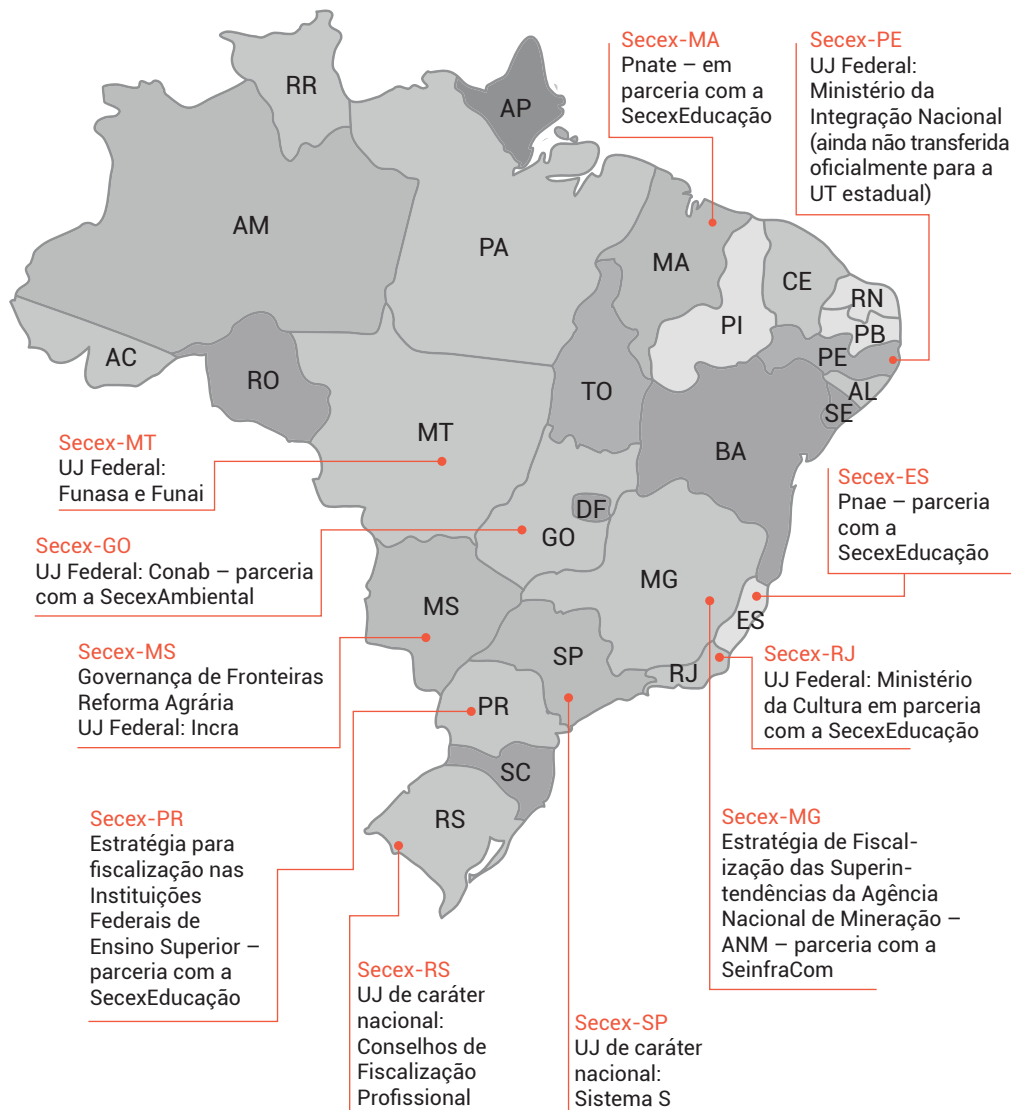 Secex-MA
Pnate – em
parceria com a
SecexEducação
Secex-PE
UJ Federal:
Ministério da
Integração Nacional
(ainda não transferida
oficialmente para a
UT estadual)
RR
AP
AM
PA
MA
CE
RN
PI
PB
PE
AC
AL
RO
TO
SE
MT
BA
DF
GO
MG
MS
ES
SP
RJ
PR
SC
RS
Secex-MT
UJ Federal:
Funasa e Funai
Secex-ES
Pnae – parceria
com a
SecexEducação
Secex-GO
UJ Federal: Conab – parceria
com a SecexAmbiental
Secex-MS
Governança de Fronteiras
Reforma Agrária
UJ Federal: Incra
Secex-RJ
UJ Federal: Ministério
da Cultura em parceria
com a SecexEducação
Secex-PR
Estratégia para
fiscalização nas
Instituições
Federais de
Ensino Superior –
parceria com a
SecexEducação
Secex-MG
Estratégia de Fiscal-
ização das Superin-
tendências da Agência
Nacional de Mineração –
ANM – parceria com a
SeinfraCom
Secex-RS
UJ de caráter
nacional:
Conselhos de
Fiscalização
Profissional
Secex-SP
UJ de caráter
nacional:
Sistema S